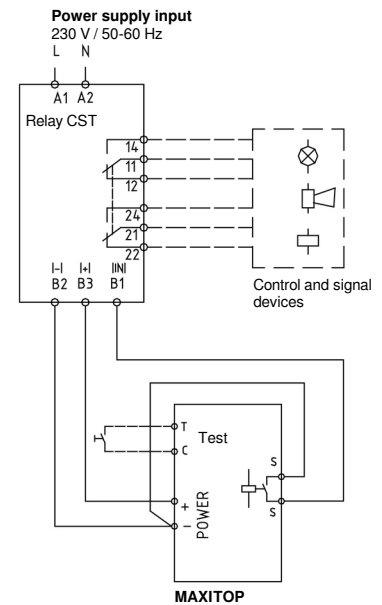 Power supply input
230 V / 50-60 Hz
L N
A1 A2
Relay CST
14
11
12
24
21
22
|-| |+| |IN|
B2 B3 B1
Control and signal
devices
T
Test
C
S
+
POWER
-
S
MAXITOP